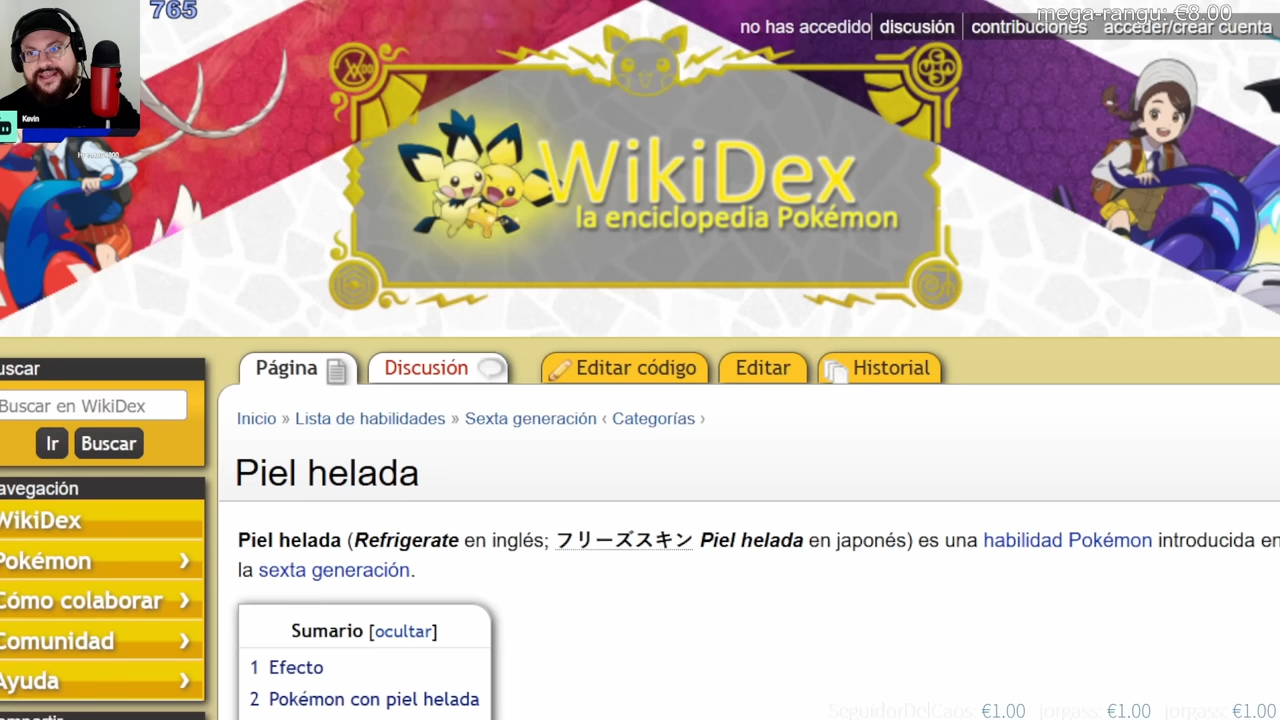 765
mega-rangu: €8.00
no has accedido discusión contribuciones acceder/crear cuenta
Kevin
WikiDex
la enciclopedia Pokémon
uscar
Buscar en WikiDex
Ir Buscar
Página Discusión Editar código Editar Historial
Inicio » Lista de habilidades » Sexta generación ‹ Categorías ›
Piel helada
avegación
WikiDex
Pokémon
Cómo colaborar
Comunidad
Ayuda
Piel helada (Refrigerate en inglés; フリーズスキン Piel helada en japonés) es una habilidad Pokémon introducida en
la sexta generación.
Sumario [ocultar]
1 Efecto
2 Pokémon con piel helada
SeguidorDelCaos: €1.00 jorgass: €1.00 jorgass: €1.00